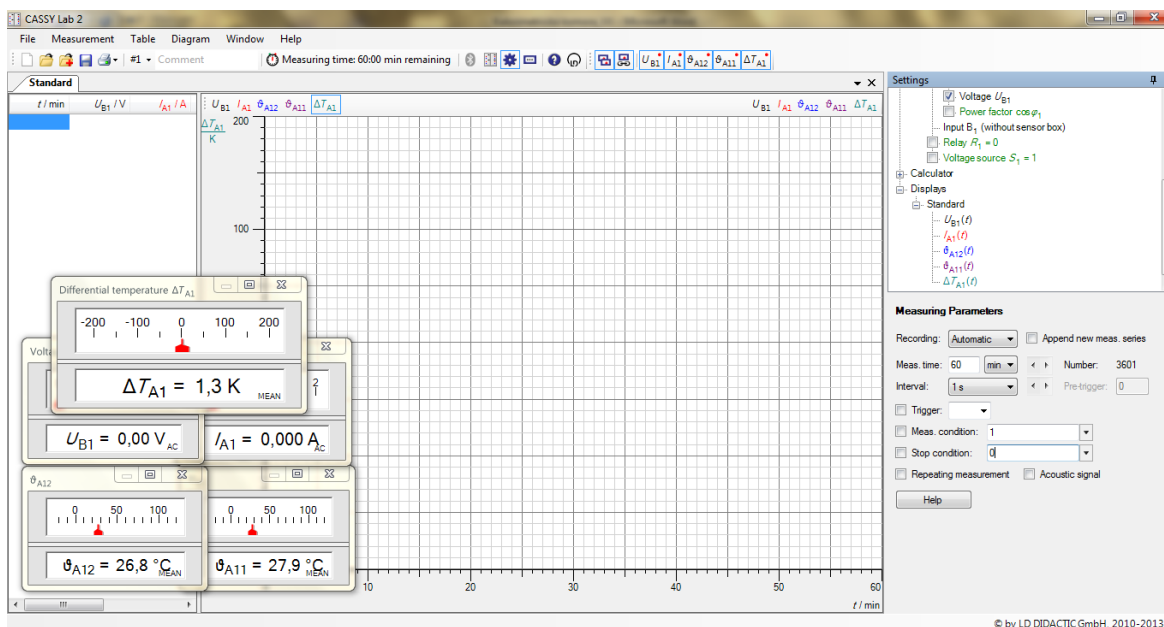 CASSY Lab 2
File Measurement Table Diagram Window Help
#1 Comment Measuring time: 60:00 min remaining UB1 IA1 ϑA12 ϑA11 ΔTA1
Standard
t / min UB1 / V IA1 / A
UB1 IA1 ϑA12 ϑA11 ΔTA1 UB1 IA1 ϑA12 ϑA11 ΔTA1
ΔTA1
K
200
100
10 20 30 40 50 60
t / min
Differential temperature ΔTA1
-200 -100 0 100 200
ΔTA1 = 1,3 K MEAN
Volta
2
UB1 = 0,00 V AC
IA1 = 0,000 A AC
ϑA12
0 50 100
ϑA12 = 26,8 °C MEAN
0 50 100
ϑA11 = 27,9 °C MEAN
Settings
Voltage UB1
Power factor cosφ1
Input B1 (without sensor box)
Relay R1 = 0
Voltage source S1 = 1
Calculator
Displays
Standard
UB1(t)
IA1(t)
ϑA12(t)
ϑA11(t)
ΔTA1(t)
Measuring Parameters
Recording: Automatic Append new meas. series
Meas. time: 60 min Number: 3601
Interval: 1 s Pre-trigger: 0
Trigger:
Meas. condition: 1
Stop condition: 0
Repeating measurement Acoustic signal
Help
© by LD DIDACTIC GmbH, 2010-2013